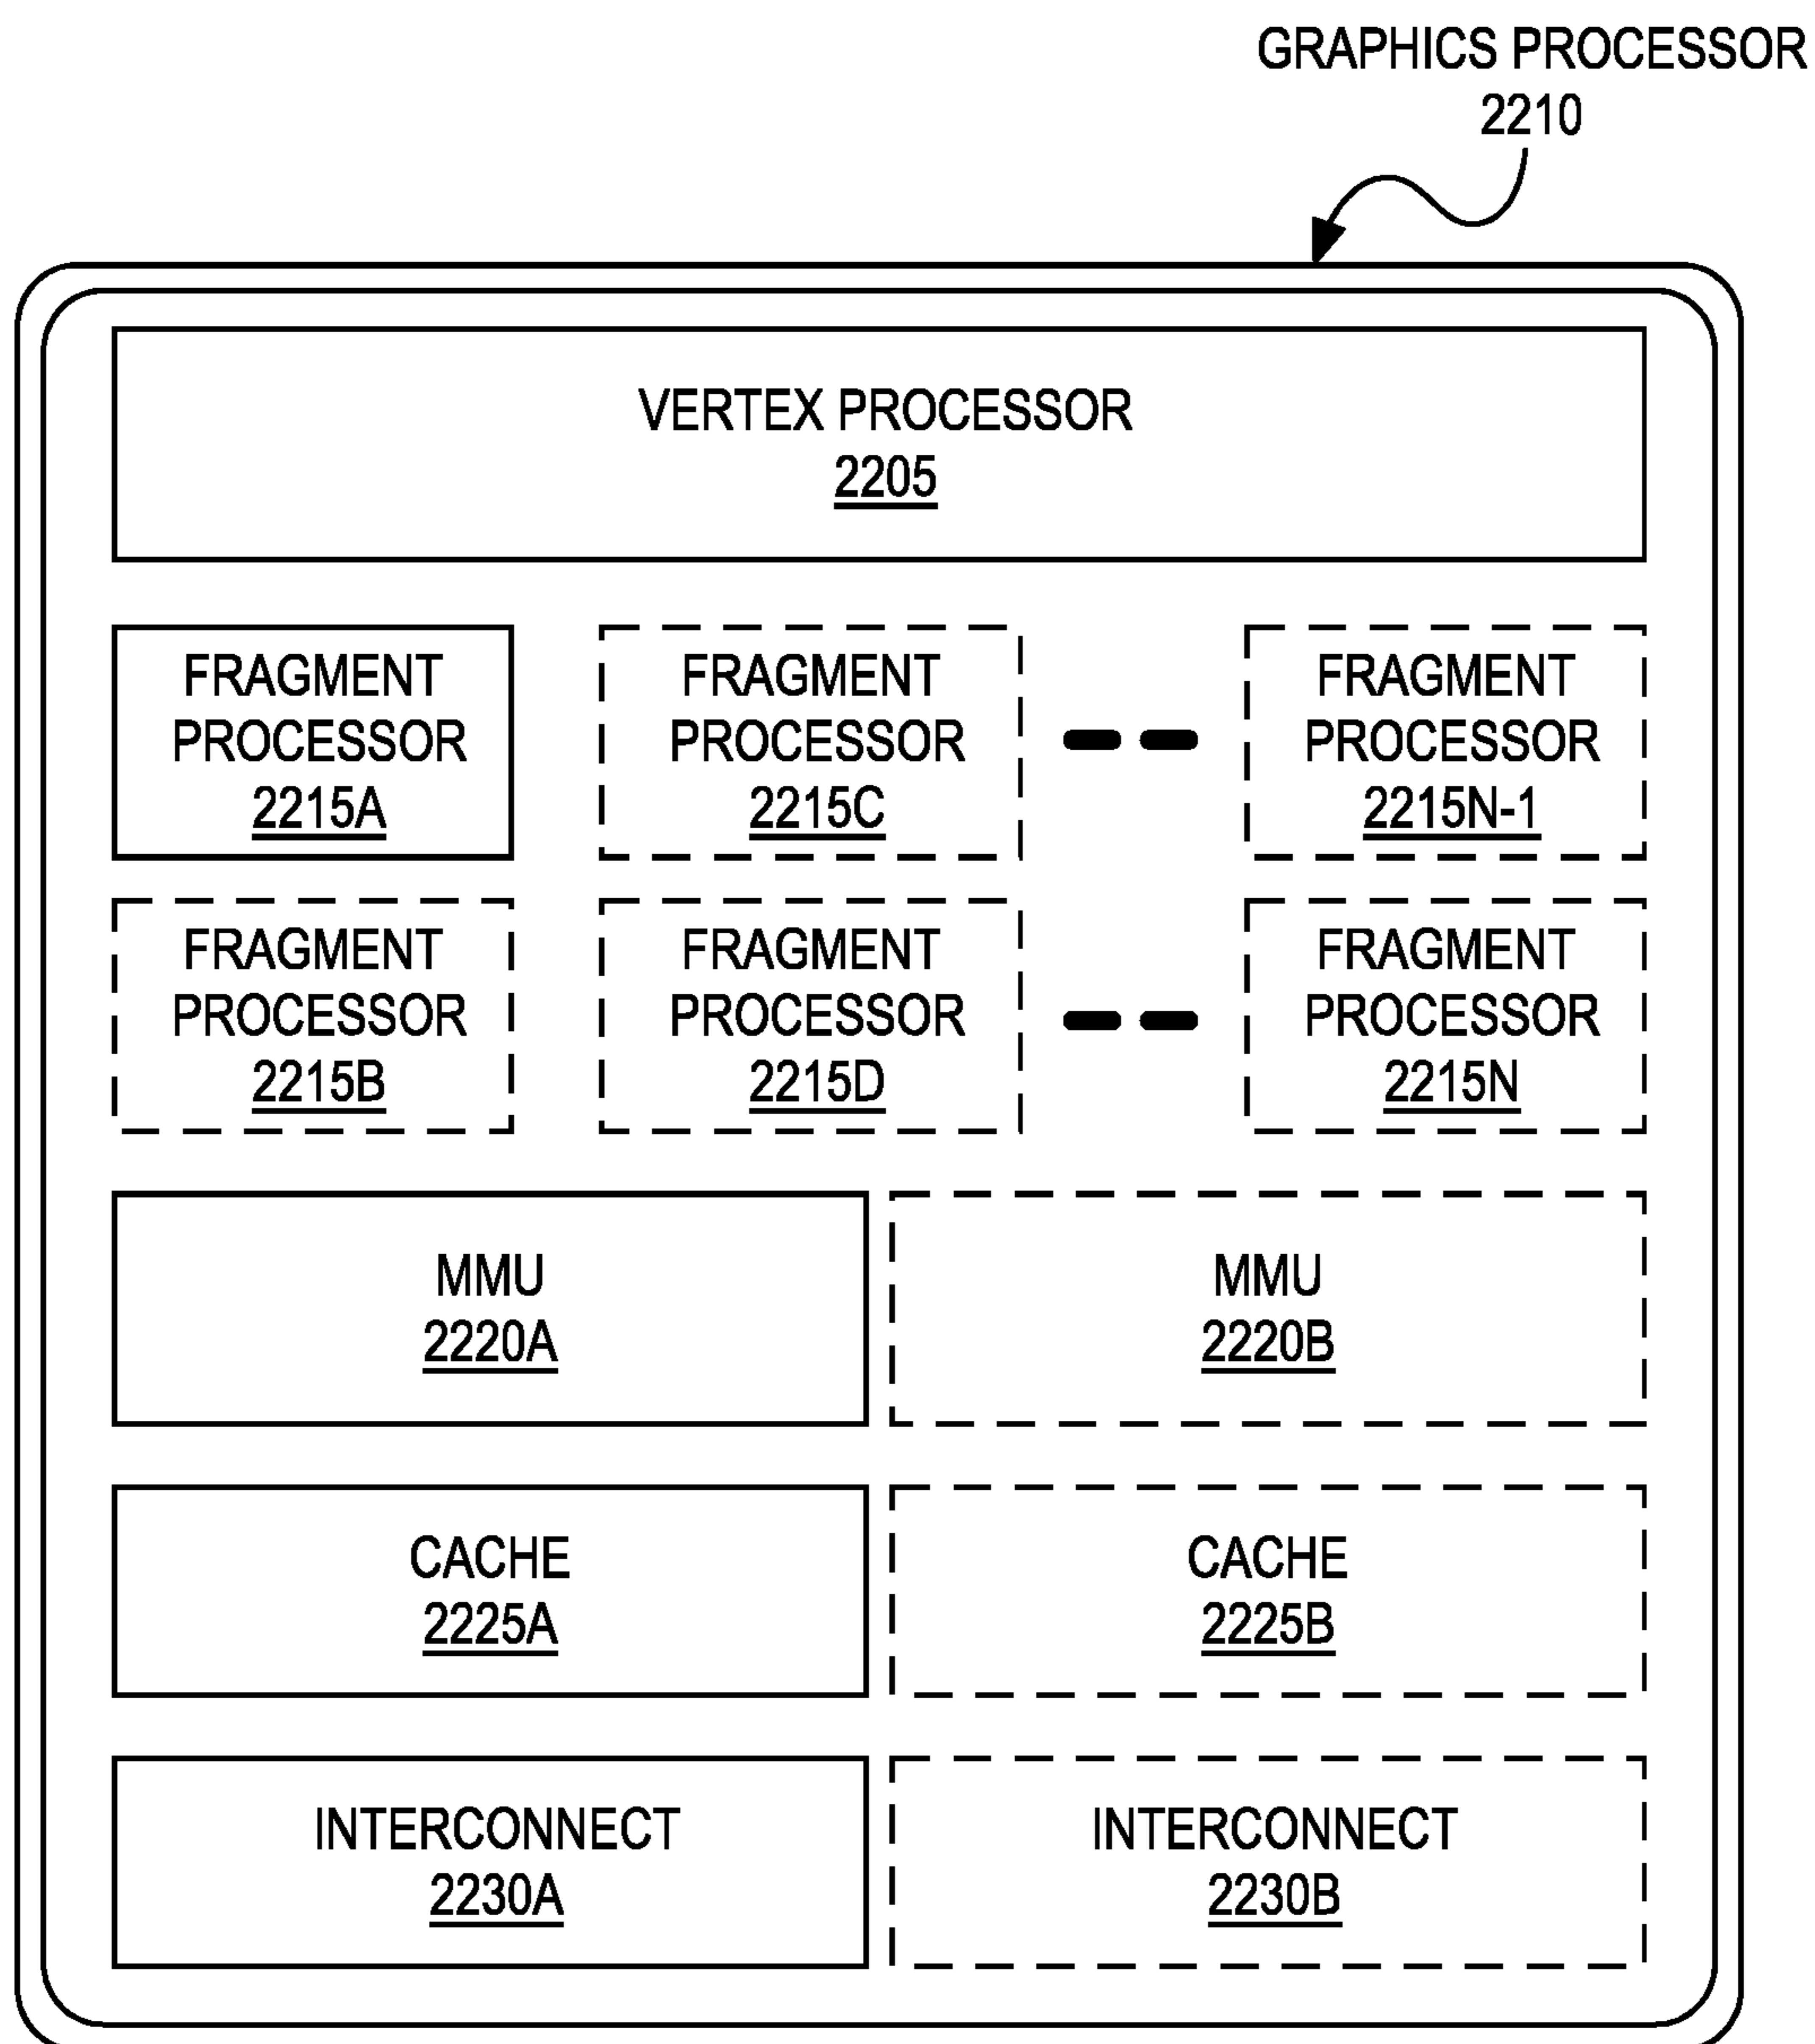 GRAPHICS PROCESSOR
2210
VERTEX PROCESSOR
2205
FRAGMENT
PROCESSOR
2215A
FRAGMENT
PROCESSOR
2215C
FRAGMENT
PROCESSOR
2215N-1
FRAGMENT
PROCESSOR
2215B
FRAGMENT
PROCESSOR
2215D
FRAGMENT
PROCESSOR
2215N
MMU
2220A
MMU
2220B
CACHE
2225A
CACHE
2225B
INTERCONNECT
2230A
INTERCONNECT
2230B